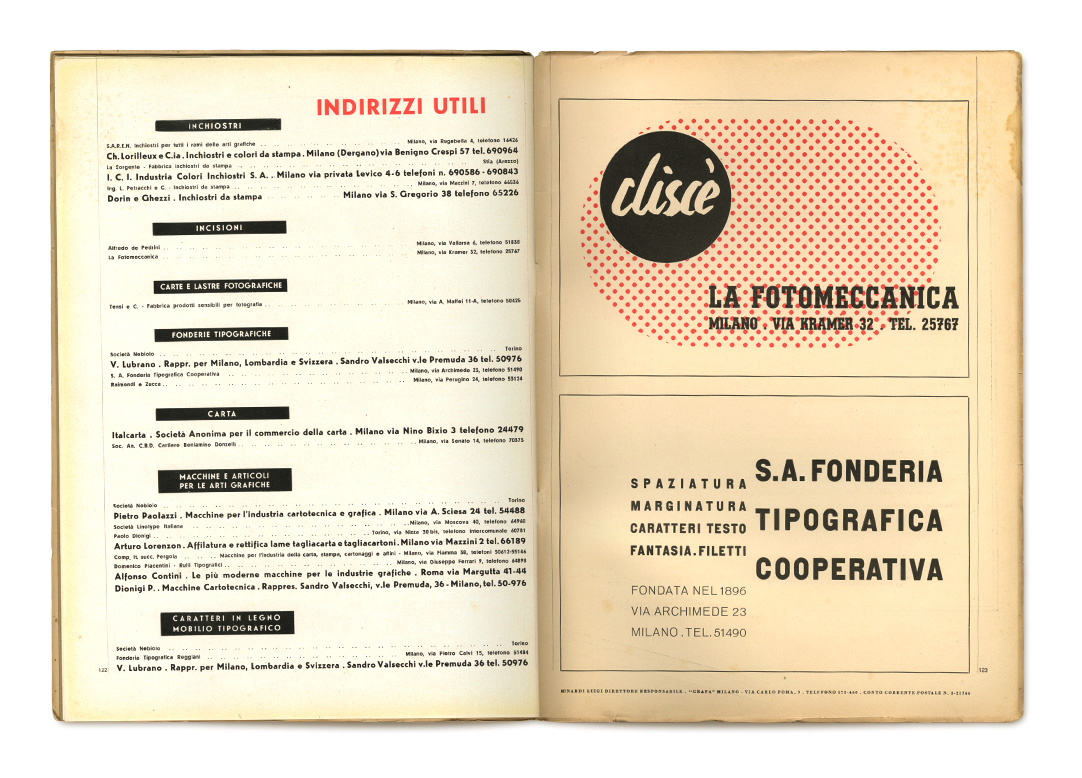 INDIRIZZI UTILI
INCHIOSTRI
S.A.R.E.N. Inchiostri per tutti i rami delle arti grafiche . . . Milano, via Rugabella 4, telefono 16426
Ch. Lorilleux e C.ia . Inchiostri e colori da stampa . Milano (Dergano) via Benigno Crespi 57 tel. 690964
La Sorgente - Fabbrica inchiostri da stampa . . . Stia (Arezzo)
I. C. I. Industria Colori Inchiostri S. A. . Milano via privata Levico 4-6 telefoni n. 690586 - 690843
Ing. L. Petracchi e C. - Inchiostri da stampa . . . Milano, via Mazzini 7, telefono
Dorin e Ghezzi . Inchiostri da stampa . . . Milano via S. Gregorio 38 telefono 65226
INCISIONI
Alfredo de Pedrini . . . Milano, via Vallarsa 6, telefono
La Fotomeccanica . . . Milano, via Kramer 32, telefono 25767
CARTE E LASTRE FOTOGRAFICHE
Tensi e C. - Fabbrica prodotti sensibili per fotografia . . . Milano, via A. Maffei 11-A, telefono 50425
FONDERIE TIPOGRAFICHE
Società Nebiolo . . . Torino
V. Lubrano . Rappr. per Milano, Lombardia e Svizzera . Sandro Valsecchi v.le Premuda 36 tel. 50976
S. A. Fonderia Tipografica Cooperativa . . . Milano, via Archimede 23, telefono 51490
Raimondi e Zucca . . . Milano, via Perugino 24, telefono 53124
CARTA
Italcarta . Società Anonima per il commercio della carta . Milano via Nino Bixio 3 telefono 24479
Soc. An. C.B.D. Cartiere Beniamino Donzelli . . . Milano, via Senato 14, telefono 70375
MACCHINE E ARTICOLI
PER LE ARTI GRAFICHE
Società Nebiolo . . . Torino
Pietro Paolazzi . Macchine per l'industria cartotecnica e grafica . Milano via A. Sciesa 24 tel. 54488
Società Linotype Italiana . . . Milano, via Moscova 40, telefono
Paolo Dionigi . . . Torino, via Nizza 30 bis, telefono intercomunale 60781
Arturo Lorenzon . Affilatura e rettifica lame tagliacarta e tagliacartoni . Milano via Mazzini 2 tel. 66189
Comp. It. succ. Pergola . . . Macchine per l'industria della carta, stampa, cartonaggi e affini - Milano, via Fiamma 38, telefoni 50612-55146
Domenico Piacentini - Rulli Tipografici . . . Milano, via Giuseppe Ferrari 9, telefono
Alfonso Contini . Le più moderne macchine per le industrie grafiche . Roma via Margutta 41-44
Dionigi P. . Macchine Cartotecnica . Rappres. Sandro Valsecchi, v.le Premuda, 36 - Milano, tel. 50-976
CARATTERI IN LEGNO
MOBILIO TIPOGRAFICO
Società Nebiolo . . . Torino
Fonderia Tipografica Reggiani . . . Milano, via Pietro Calvi 15, telefono 51484
V. Lubrano . Rappr. per Milano, Lombardia e Svizzera . Sandro Valsecchi v.le Premuda 36 tel. 50976
122
clisè
LA FOTOMECCANICA
MILANO . VIA KRAMER 32 . TEL. 25767
SPAZIATURA
MARGINATURA
CARATTERI TESTO
FANTASIA . FILETTI
S.A. FONDERIA
TIPOGRAFICA
COOPERATIVA
FONDATA NEL 1896
VIA ARCHIMEDE 23
MILANO . TEL. 51490
123
MINARDI LUIGI DIRETTORE RESPONSABILE - "GRAFA" MILANO - VIA CARLO POMA, 7 - TELEFONO 573-460 - CONTO CORRENTE POSTALE N. 3-21744